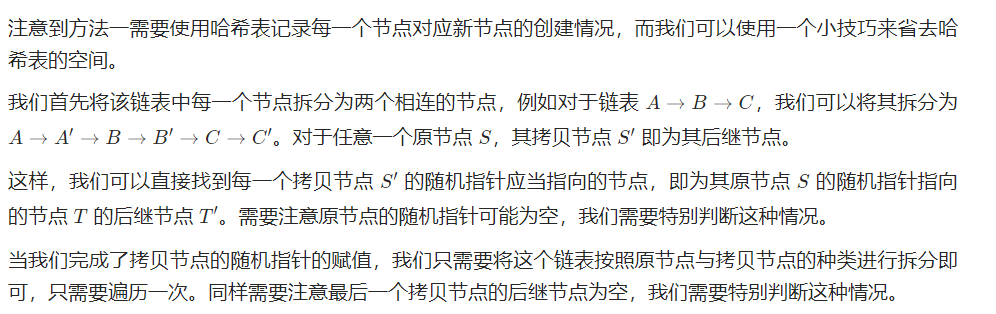 注意到方法一需要使用哈希表记录每一个节点对应新节点的创建情况，而我们可以使用一个小技巧来省去哈
希表的空间。
我们首先将该链表中每一个节点拆分为两个相连的节点，例如对于链表 A → B → C，我们可以将其拆分为
A → A′ → B → B′ → C → C′。对于任意一个原节点 S，其拷贝节点 S′ 即为其后继节点。
这样，我们可以直接找到每一个拷贝节点 S′ 的随机指针应当指向的节点，即为其原节点 S 的随机指针指向
的节点 T 的后继节点 T′。需要注意原节点的随机指针可能为空，我们需要特别判断这种情况。
当我们完成了拷贝节点的随机指针的赋值，我们只需要将这个链表按照原节点与拷贝节点的种类进行拆分即
可，只需要遍历一次。同样需要注意最后一个拷贝节点的后继节点为空，我们需要特别判断这种情况。